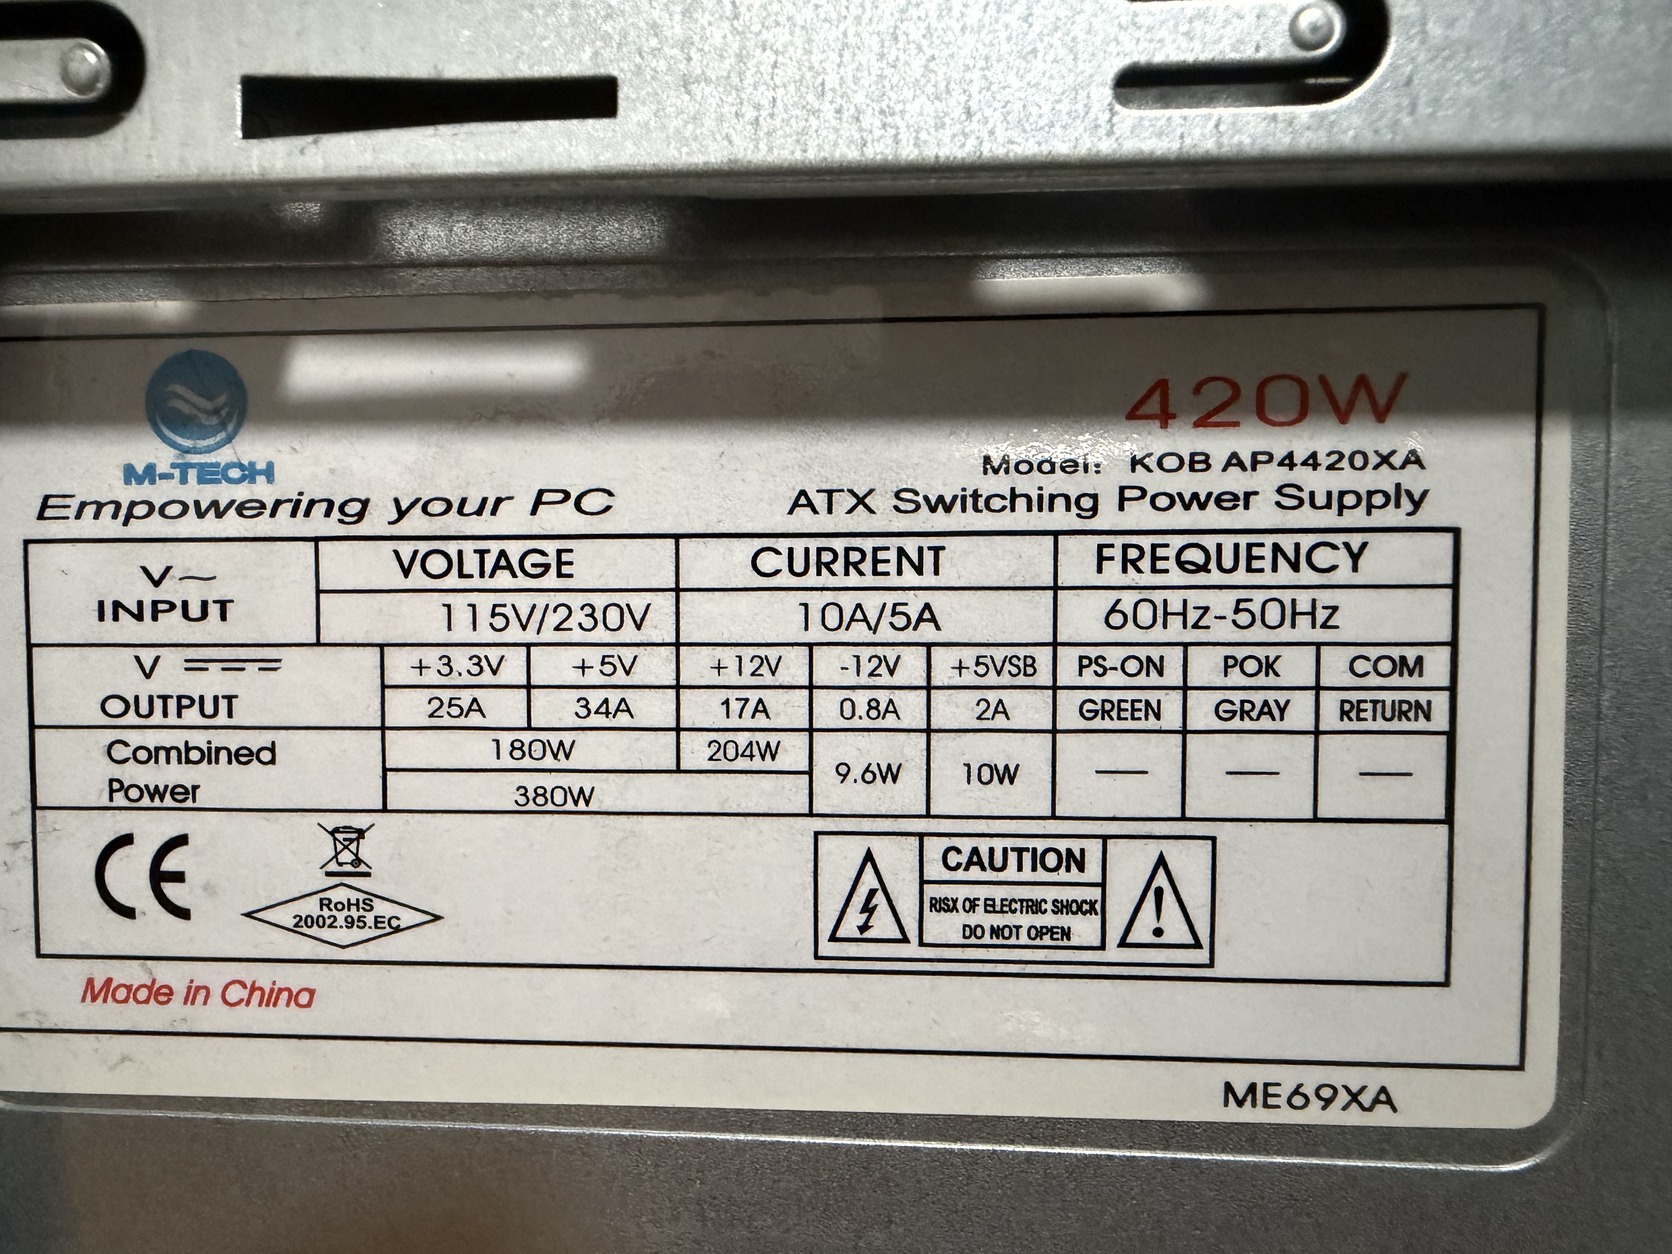 420W
M-TECH
Model: KOB AP4420XA
Empowering your PC
ATX Switching Power Supply
V~ INPUT
VOLTAGE CURRENT FREQUENCY
115V/230V 10A/5A 60Hz-50Hz
V OUTPUT
+3.3V +5V +12V -12V +5VSB PS-ON POK COM
25A 34A 17A 0.8A 2A GREEN GRAY RETURN
Combined Power
180W 204W 9.6W 10W — — —
380W
CE
RoHS
2002.95.EC
CAUTION
RISX OF ELECTRIC SHOCK
DO NOT OPEN
Made in China
ME69XA